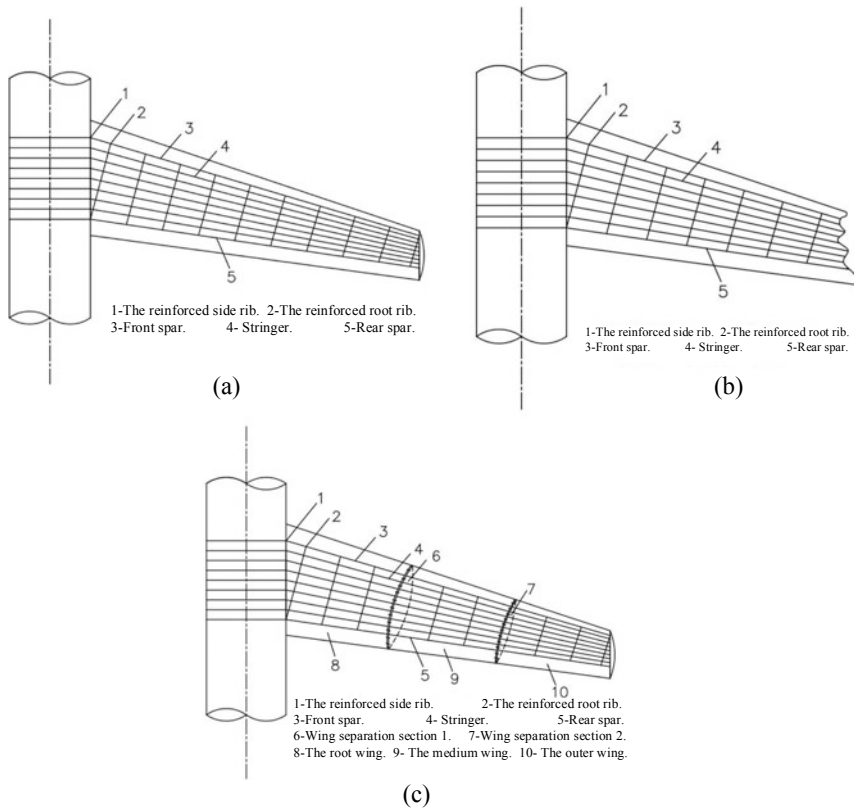 1
2
3
4
5
1-The reinforced side rib. 2-The reinforced root rib.
3-Front spar. 4- Stringer. 5-Rear spar.
(a)
1
2
3
4
5
1-The reinforced side rib. 2-The reinforced root rib.
3-Front spar. 4- Stringer. 5-Rear spar.
(b)
1
2
3
4
6
7
8
5
9
10
1-The reinforced side rib. 2-The reinforced root rib.
3-Front spar. 4- Stringer. 5-Rear spar.
6-Wing separation section 1. 7-Wing separation section 2.
8-The root wing. 9- The medium wing. 10- The outer wing.
(c)